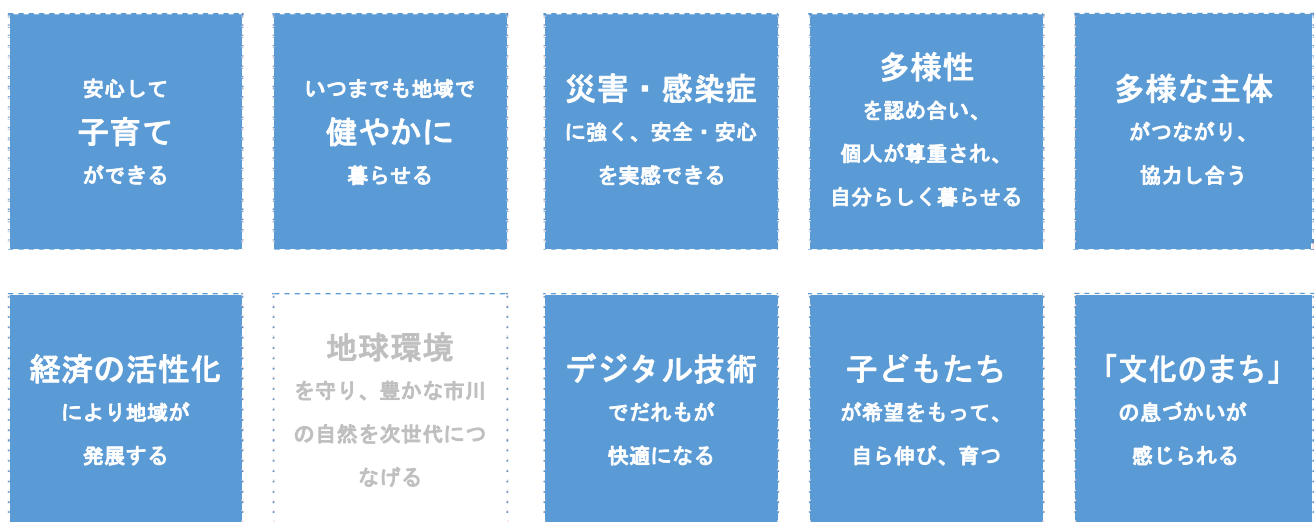 安心して
子育て
ができる
いつまでも地域で
健やかに
暮らせる
災害・感染症
に強く、安全・安心
を実感できる
多様性
を認め合い、
個人が尊重され、
自分らしく暮らせる
多様な主体
がつながり、
協力し合う
経済の活性化
により地域が
発展する
地球環境
を守り、豊かな市川
の自然を次世代につ
なげる
デジタル技術
でだれもが
快適になる
子どもたち
が希望をもって、
自ら伸び、育つ
「文化のまち」
の息づかいが
感じられる